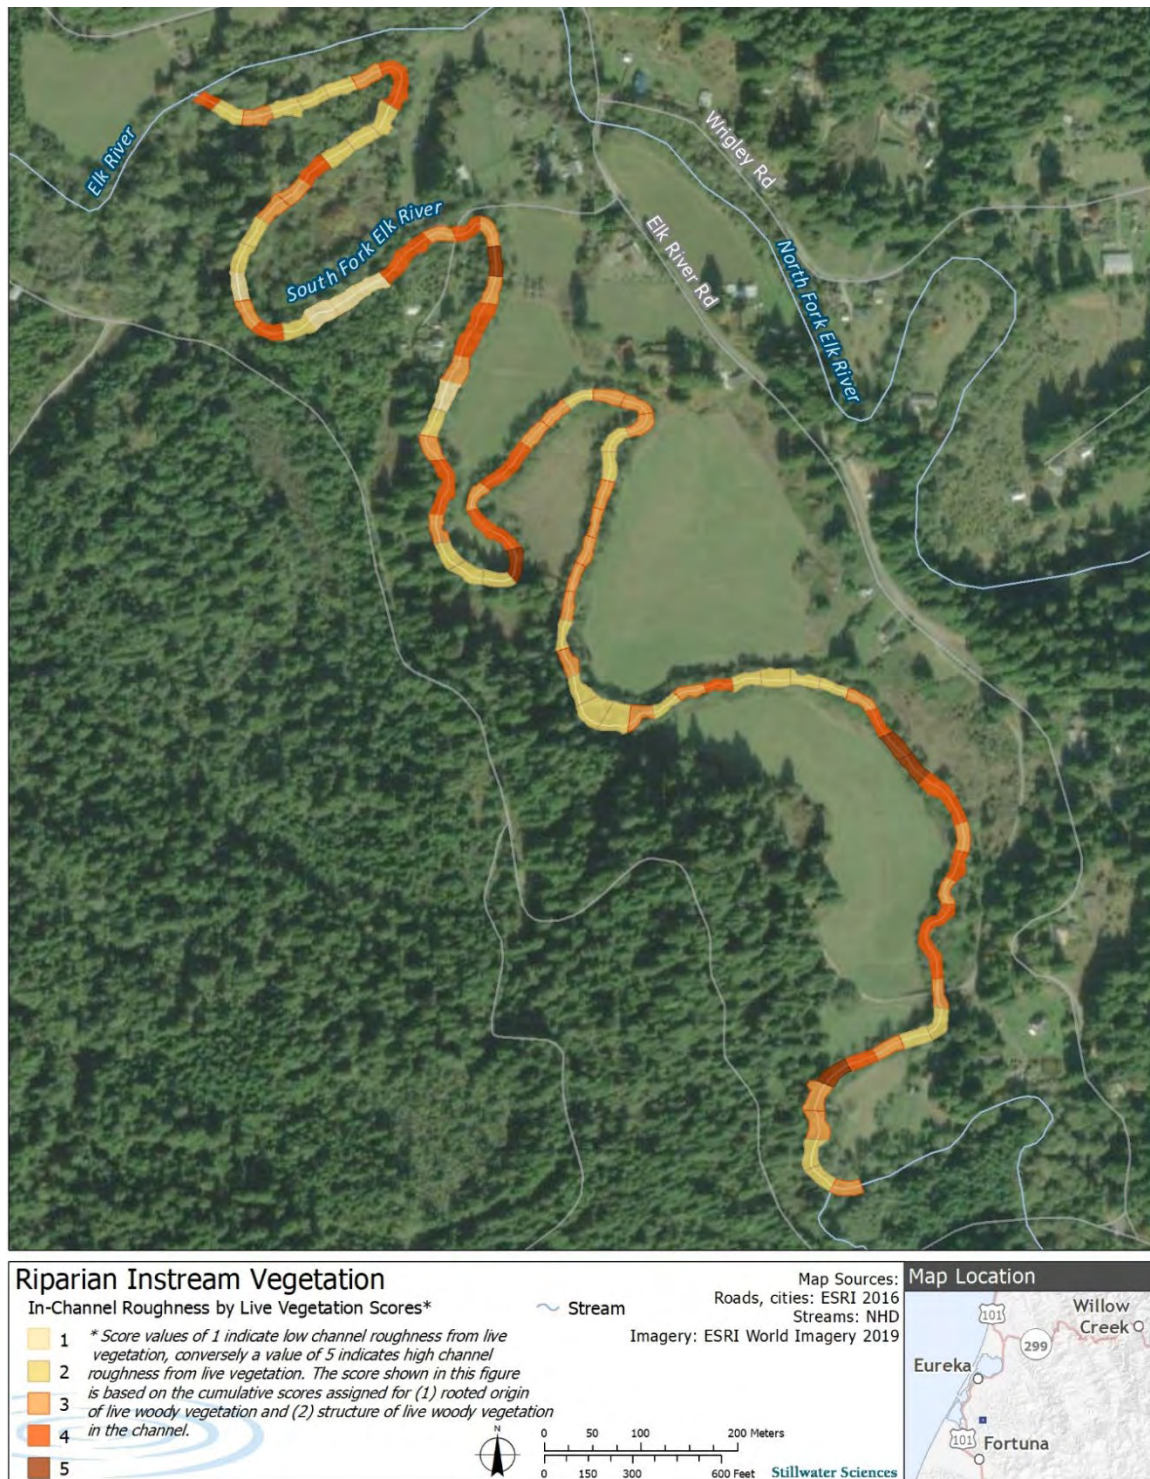 Wrigley Rd
Elk River
South Fork Elk River
Elk River Rd
North Fork Elk River
Riparian Instream Vegetation
In-Channel Roughness by Live Vegetation Scores*
1
2
3
4
5
* Score values of 1 indicate low channel roughness from live
vegetation, conversely a value of 5 indicates high channel
roughness from live vegetation. The score shown in this figure
is based on the cumulative scores assigned for (1) rooted origin
of live woody vegetation and (2) structure of live woody vegetation
in the channel.
Stream
Map Sources:
Roads, cities: ESRI 2016
Streams: NHD
Imagery: ESRI World Imagery 2019
N
0 50 100 200 Meters
0 150 300 600 Feet
Stillwater Sciences
Map Location
101
Willow
Creek
299
Eureka
101
Fortuna